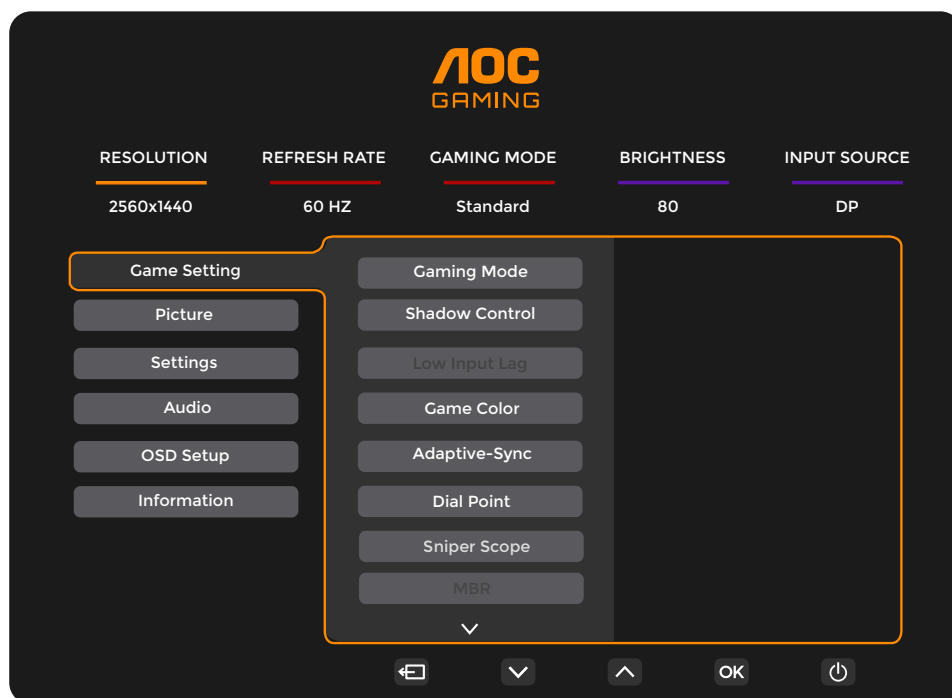 AOC
GAMING
RESOLUTION REFRESH RATE GAMING MODE BRIGHTNESS INPUT SOURCE
2560x1440 60 HZ Standard 80 DP
Game Setting
Picture
Settings
Audio
OSD Setup
Information
Gaming Mode
Shadow Control
Low Input Lag
Game Color
Adaptive-Sync
Dial Point
Sniper Scope
MBR
OK